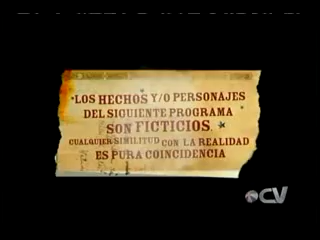 LOS HECHOS Y/O PERSONAJES
DEL SIGUIENTE PROGRAMA
SON FICTICIOS,
CUALQUIER SIMILITUD CON LA REALIDAD
ES PURA COINCIDENCIA
CV